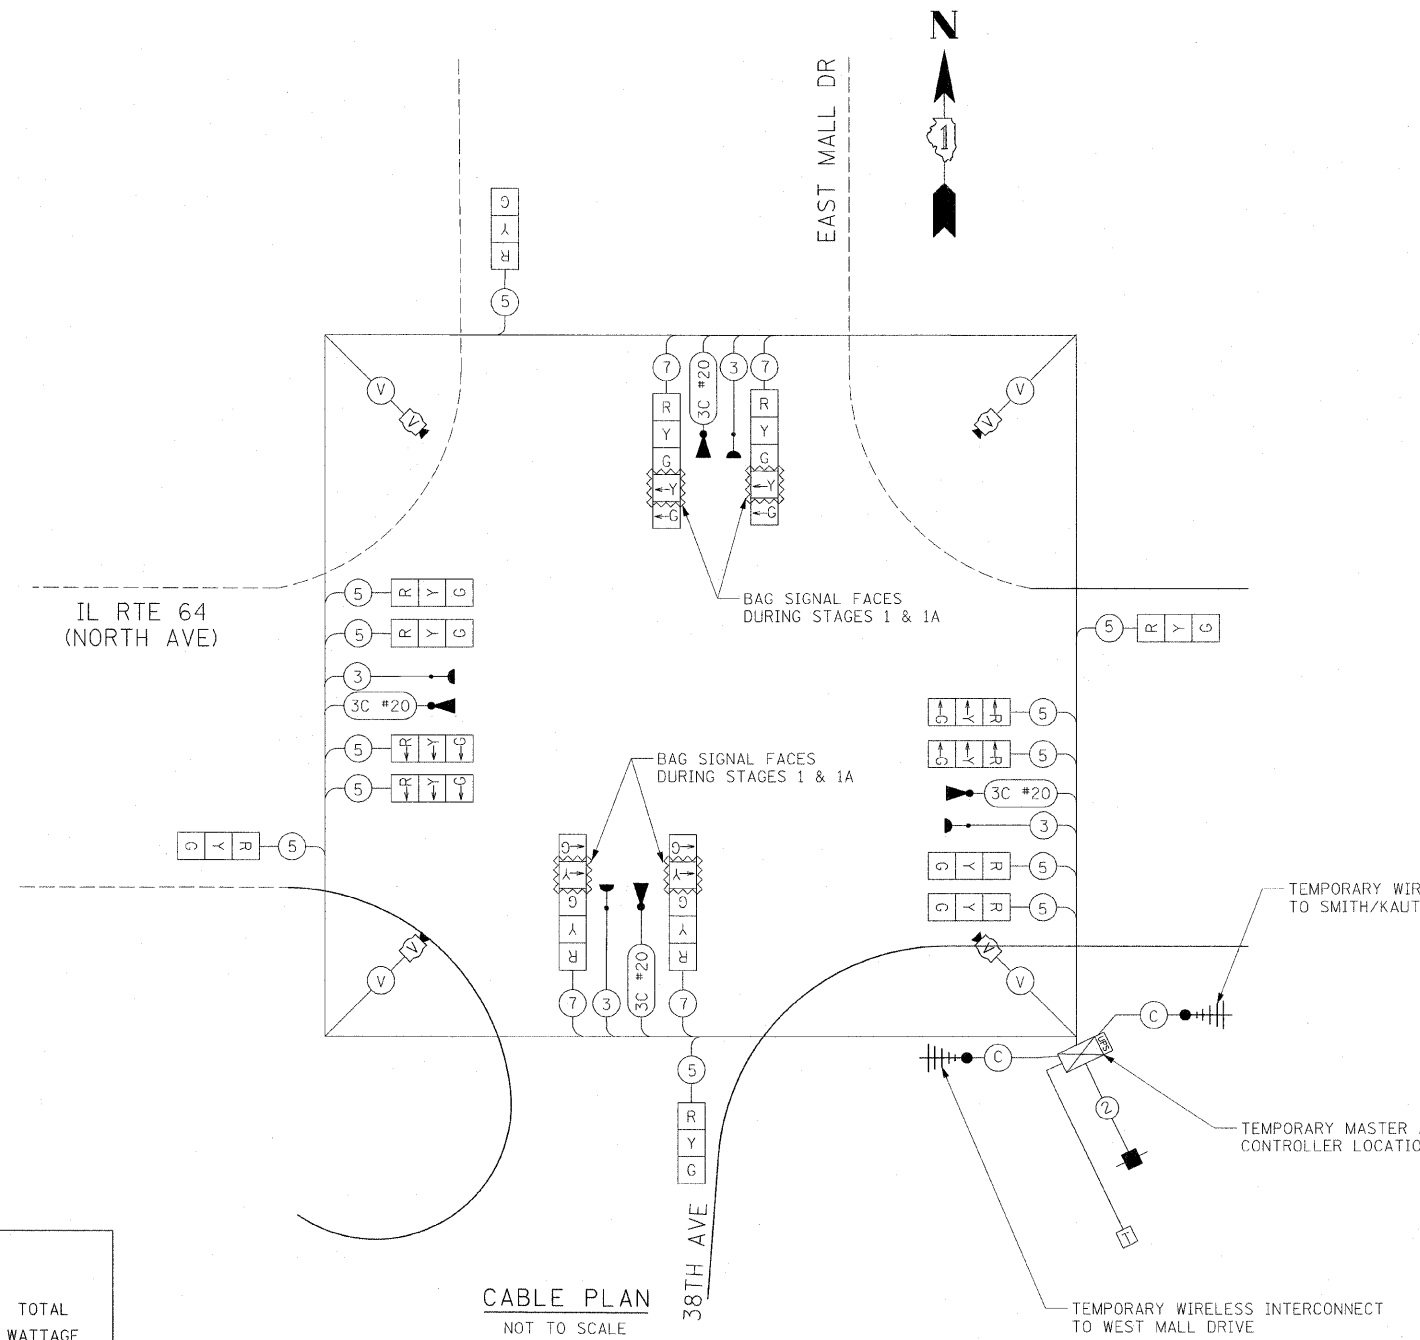 N
EAST MALL DR
1
G Y R
5
V
7
3C #20
3
7
V
V
V
R Y G ←Y ←G
R Y G ←Y ←G
BAG SIGNAL FACES
DURING STAGES 1 & 1A
IL RTE 64
(NORTH AVE)
5 R Y G
5 R Y G
3
3C #20
5 R Y G
5 R Y G
5 R Y G
G Y R 5
G Y R 5
G Y R 5
3C #20
3
G Y R 5
G Y R 5
BAG SIGNAL FACES
DURING STAGES 1 & 1A
G Y R 5
G Y G Y R
G Y G Y R
7
3
3C #20
7
V
V
V
V
5
R
Y
G
TEMPORARY WIR
TO SMITH/KAUT
C
C
UPS
2
T
TEMPORARY MASTER
CONTROLLER LOCATIO
38TH AVE
CABLE PLAN
NOT TO SCALE
TEMPORARY WIRELESS INTERCONNECT
TO WEST MALL DRIVE
TOTAL
WATTAGE